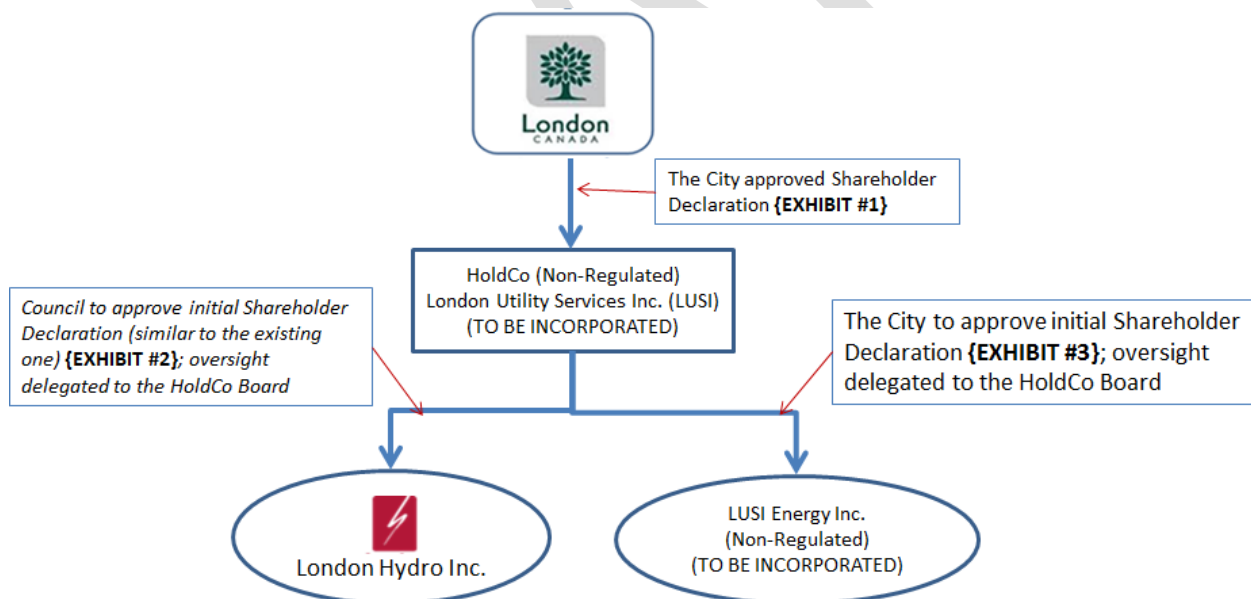 London
CANADA
The City approved Shareholder
Declaration {EXHIBIT #1}
HoldCo (Non-Regulated)
London Utility Services Inc. (LUSI)
(TO BE INCORPORATED)
Council to approve initial Shareholder
Declaration (similar to the existing
one) {EXHIBIT #2}; oversight
delegated to the HoldCo Board
The City to approve initial Shareholder
Declaration {EXHIBIT #3}; oversight
delegated to the HoldCo Board
London Hydro Inc.
LUSI Energy Inc.
(Non-Regulated)
(TO BE INCORPORATED)